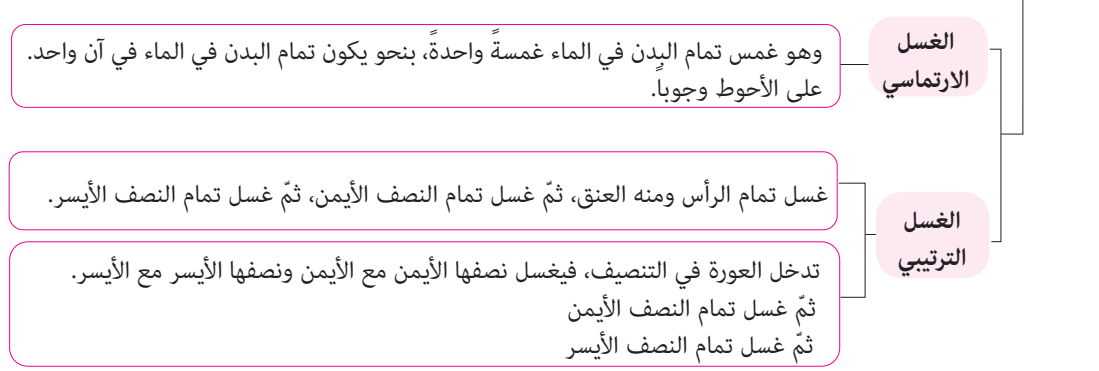 الغسل
الارتماسي
وهو غمس تمام البدن في الماء غمسةً واحدةً، بنحو يكون تمام البدن في الماء في آن واحد.
على الأحوط وجوباً.
الغسل
الترتيبي
غسل تمام الرأس ومنه العنق، ثمّ غسل تمام النصف الأيمن، ثمّ غسل تمام النصف الأيسر.
تدخل العورة في التنصيف، فيغسل نصفها الأيمن مع الأيمن ونصفها الأيسر مع الأيسر.
ثمّ غسل تمام النصف الأيمن
ثمّ غسل تمام النصف الأيسر